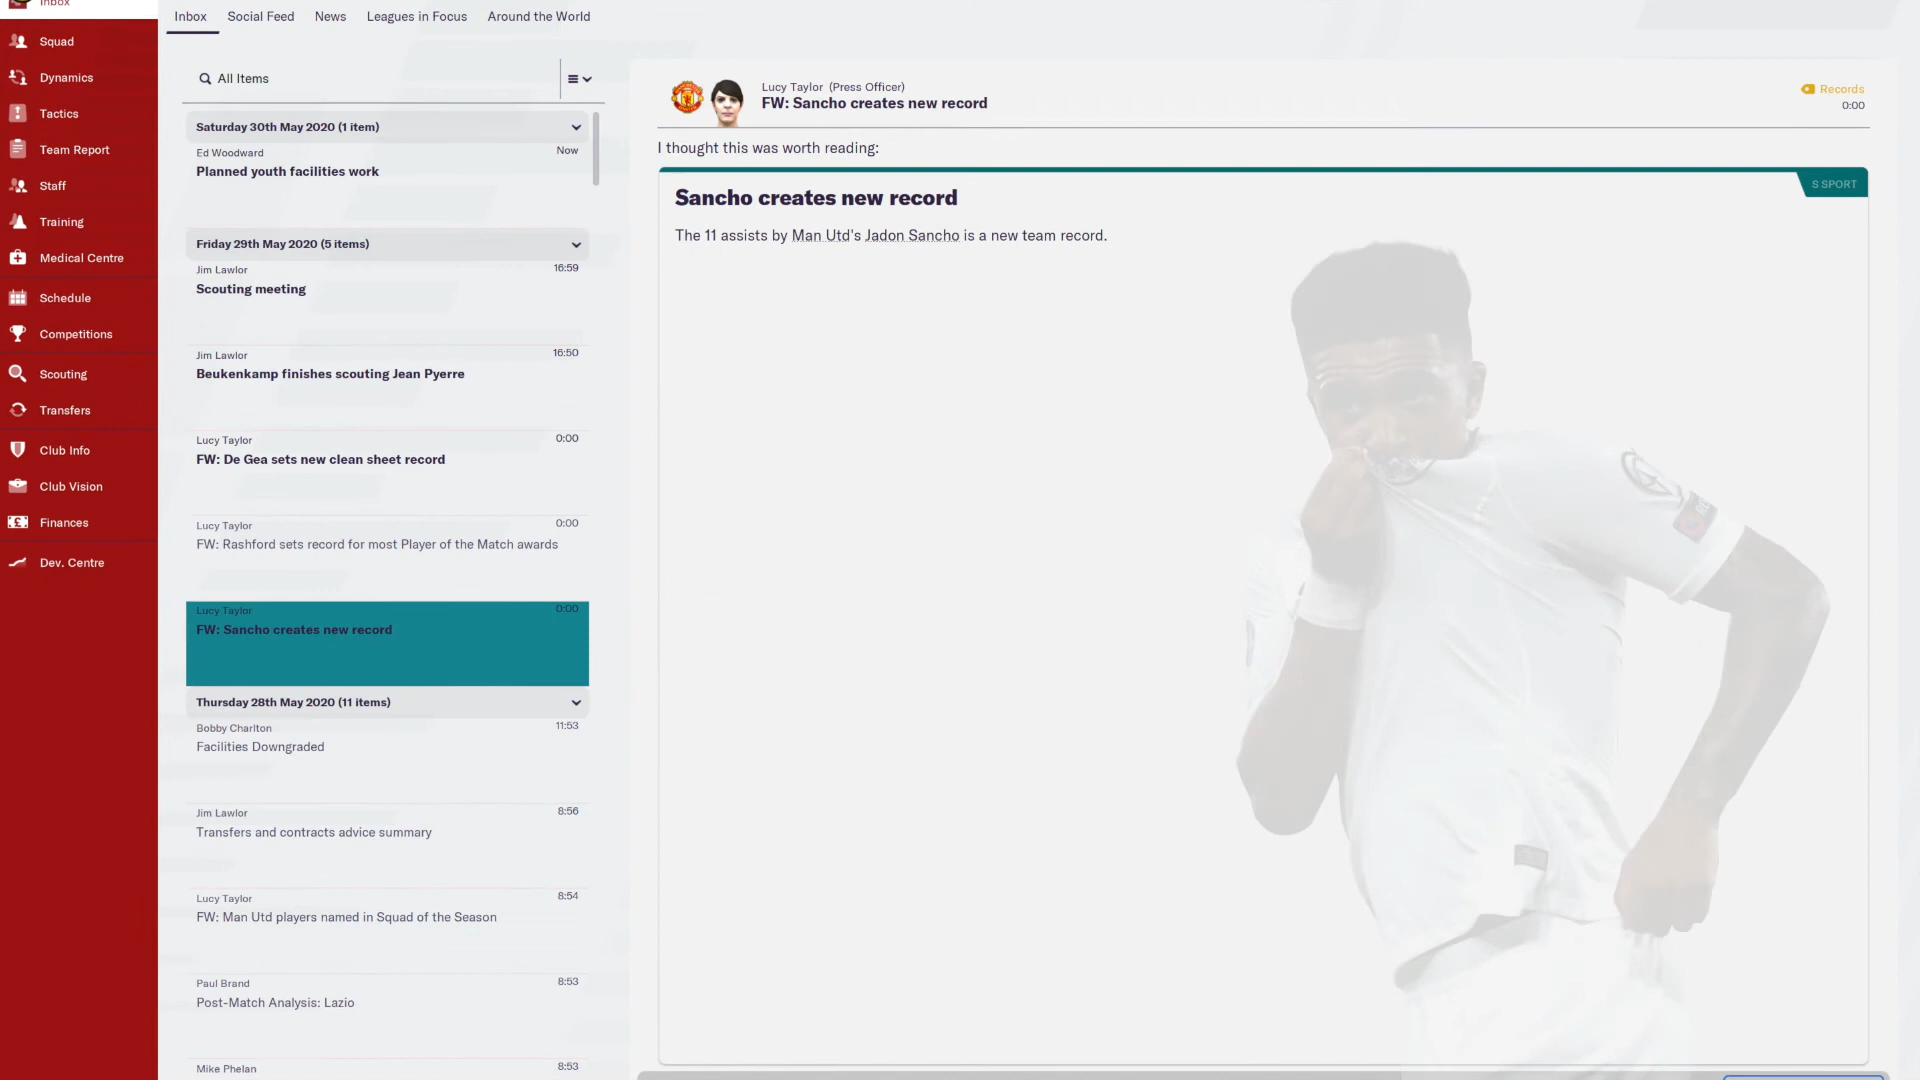 Inbox
Squad
Dynamics
Tactics
Team Report
Staff
Training
Medical Centre
Schedule
Competitions
Scouting
Transfers
Club Info
Club Vision
Finances
Dev. Centre
Inbox Social Feed News Leagues in Focus Around the World
All Items
Saturday 30th May 2020 (1 item)
Ed Woodward Now
Planned youth facilities work
Friday 29th May 2020 (5 items)
Jim Lawlor 16:59
Scouting meeting
Jim Lawlor 16:50
Beukenkamp finishes scouting Jean Pyerre
Lucy Taylor 0:00
FW: De Gea sets new clean sheet record
Lucy Taylor 0:00
FW: Rashford sets record for most Player of the Match awards
Lucy Taylor 0:00
FW: Sancho creates new record
Thursday 28th May 2020 (11 items)
Bobby Charlton 11:53
Facilities Downgraded
Jim Lawlor 8:56
Transfers and contracts advice summary
Lucy Taylor 8:54
FW: Man Utd players named in Squad of the Season
Paul Brand 8:53
Post-Match Analysis: Lazio
Mike Phelan 8:53
Lucy Taylor (Press Officer)
FW: Sancho creates new record
Records
0:00
I thought this was worth reading:
S SPORT
Sancho creates new record
The 11 assists by Man Utd's Jadon Sancho is a new team record.